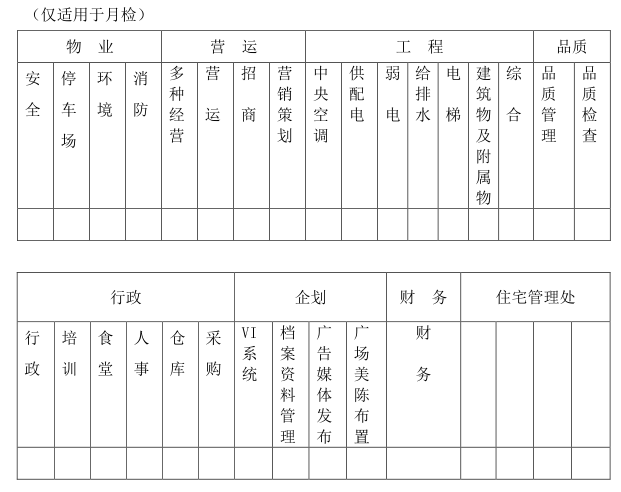 （仅适用于月检）
物 业 营 运 工 程 品质
安全 停车场 环境 消防 多种经营 营运 招商 营销策划 中央空调 供配电 弱电 给排水 电梯 建筑物及附属物 综合 品质管理 品质检查
行政 企划 财 务 住宅管理处
行政 培训 食堂 人事 仓库 采购 VI系统 档案资料管理 广告媒体发布 广场美陈布置 财务